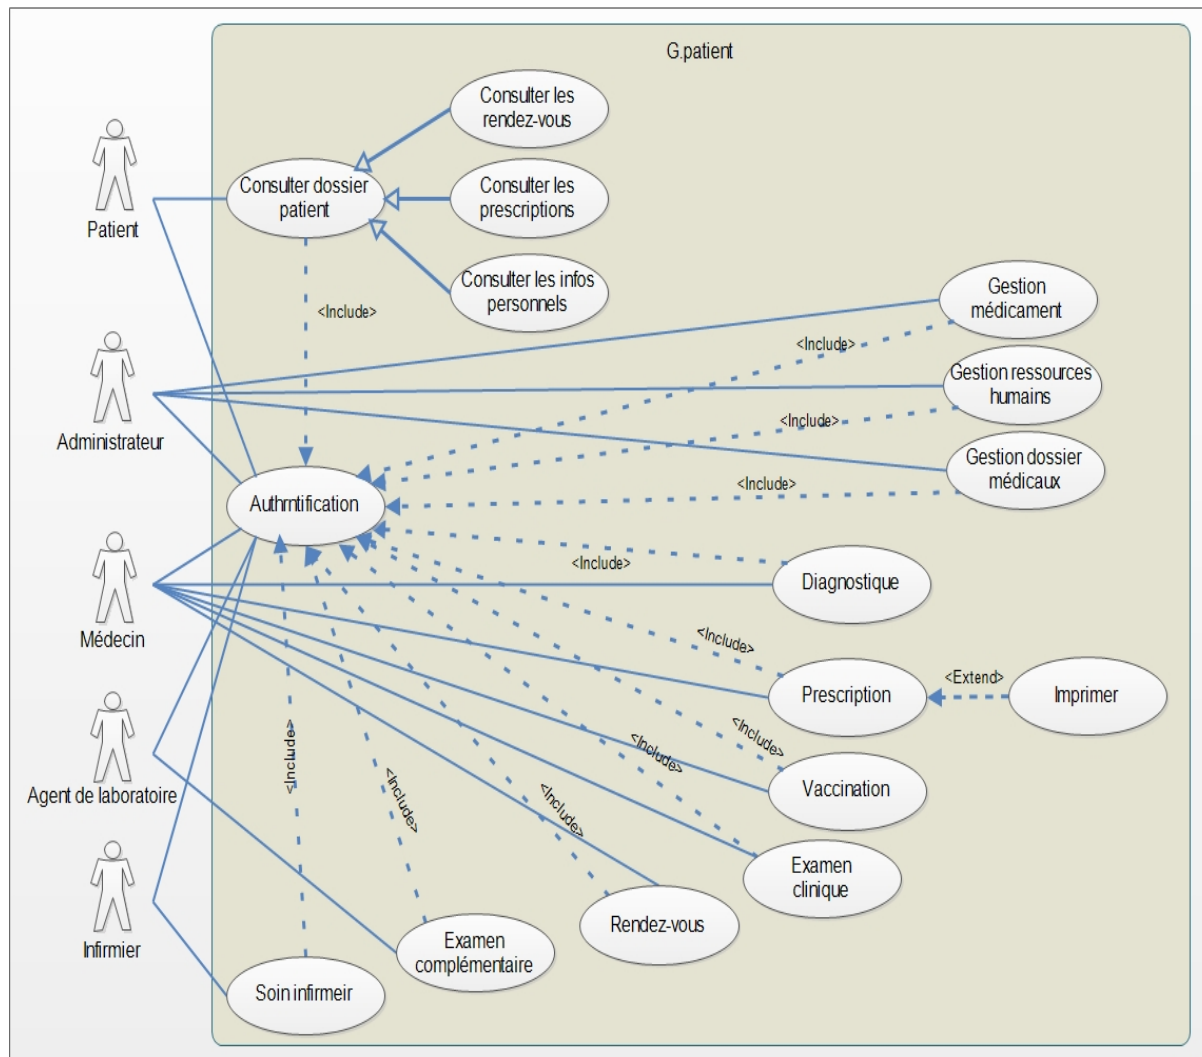 G.patient
Consulter les
rendez-vous
Consulter dossier
patient
Consulter les
prescriptions
Patient
Consulter les infos
personnels
Gestion
médicament
<Include>
<Include>
Gestion ressources
humains
<Include>
Administrateur
Gestion dossier
médicaux
<Include>
Authrntification
<Include>
Diagnostique
Médecin
<Include>
<Extend>
Prescription
Imprimer
<Include>
<Include>
<Include>
<Include>
<Include>
Vaccination
Agent de laboratoire
Examen
clinique
Rendez-vous
Infirmier
Examen
complémentaire
Soin infirmeir